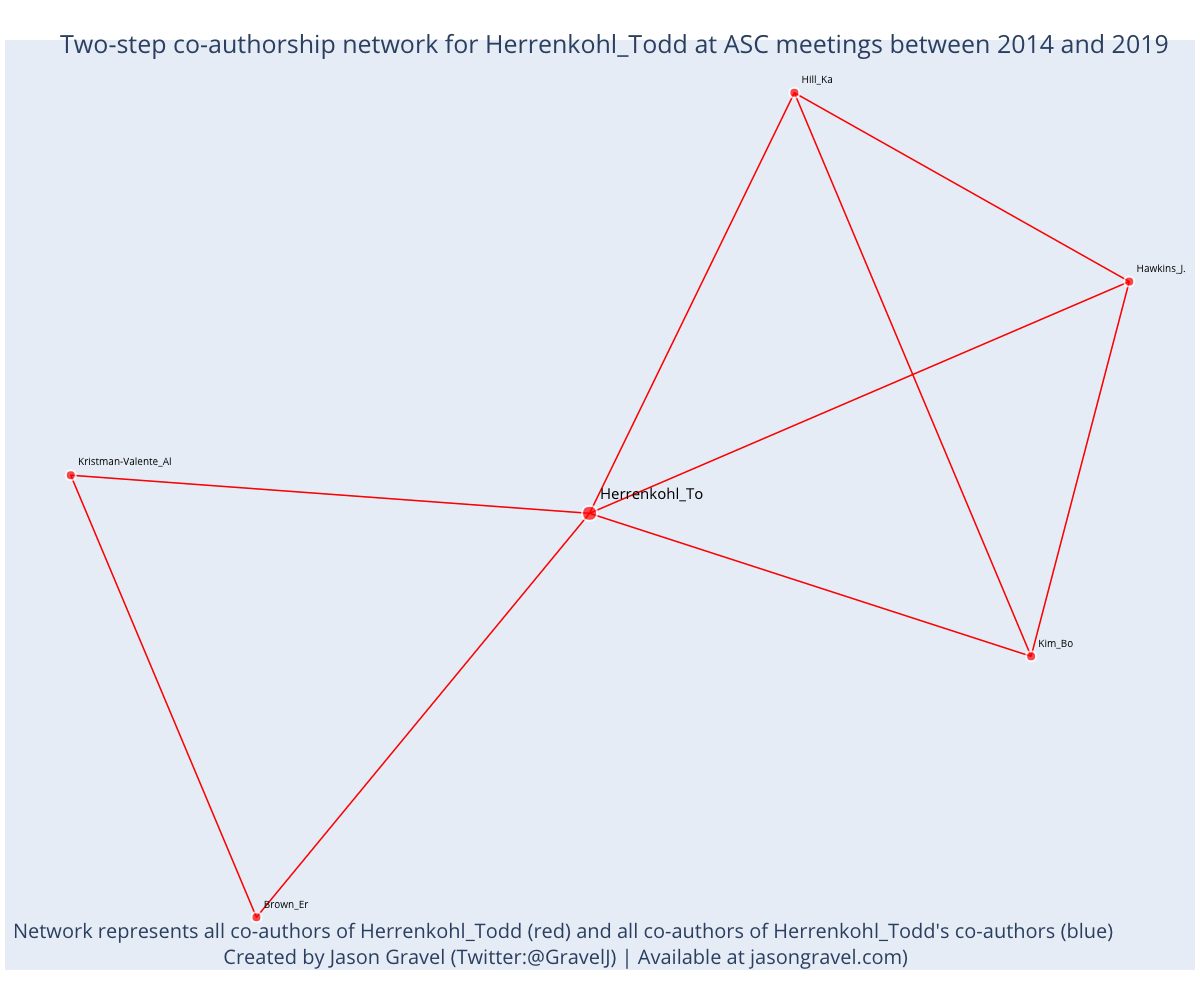 Two-step co-authorship network for Herrenkohl_Todd at ASC meetings between 2014 and 2019
Hill_Ka
Hawkins_J.
Kristman-Valente_Al
Herrenkohl_To
Kim_Bo
Brown_Er
Network represents all co-authors of Herrenkohl_Todd (red) and all co-authors of Herrenkohl_Todd's co-authors (blue)
Created by Jason Gravel (Twitter:@GravelJ) | Available at jasongravel.com)